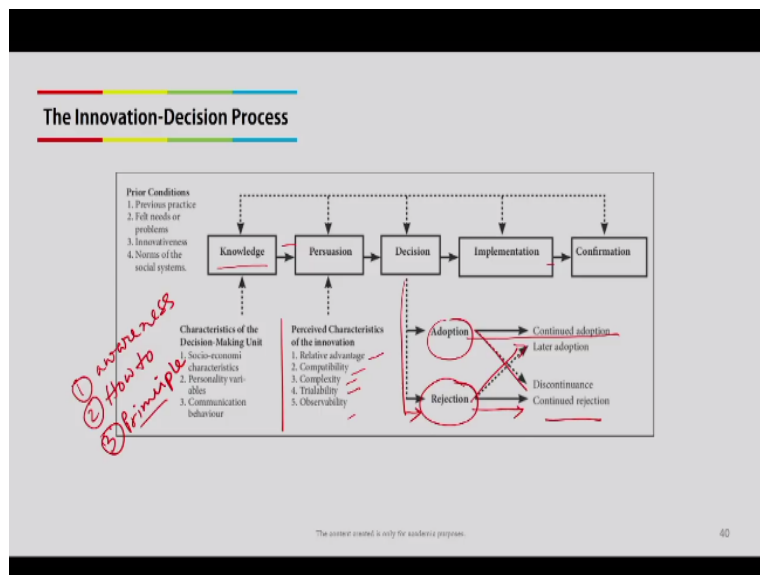 The Innovation-Decision Process
Prior Conditions
1. Previous practice
2. Felt needs or
problems
3. Innovativeness
4. Norms of the
social systems.
Knowledge
Persuasion
Decision
Implementation
Confirmation
Characteristics of the
Decision-Making Unit
1. Socio-economi
characteristics
2. Personality vari-
ables
3. Communication
behaviour
Perceived Characteristics
of the innovation
1. Relative advantage
2. Computibility
3. Complexity
4. Trialability
5. Observability
Adoption
Rejection
Continued adoption
Later adoption
Discontinuance
Continued rejection
1 awareness
2 How to
3 Principle
The content created is only for academic purposes.
40